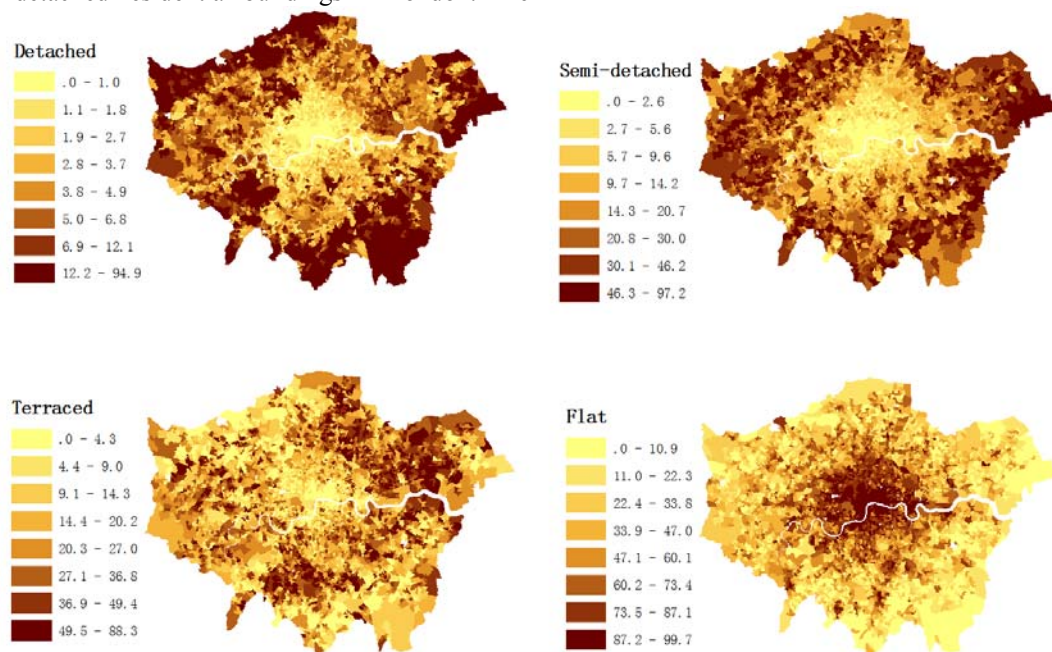 Detached
.0 - 1.0
1.1 - 1.8
1.9 - 2.7
2.8 - 3.7
3.8 - 4.9
5.0 - 6.8
6.9 - 12.1
12.2 - 94.9
Semi-detached
.0 - 2.6
2.7 - 5.6
5.7 - 9.6
9.7 - 14.2
14.3 - 20.7
20.8 - 30.0
30.1 - 46.2
46.3 - 97.2
Terraced
.0 - 4.3
4.4 - 9.0
9.1 - 14.3
14.4 - 20.2
20.3 - 27.0
27.1 - 36.8
36.9 - 49.4
49.5 - 88.3
Flat
.0 - 10.9
11.0 - 22.3
22.4 - 33.8
33.9 - 47.0
47.1 - 60.1
60.2 - 73.4
73.5 - 87.1
87.2 - 99.7